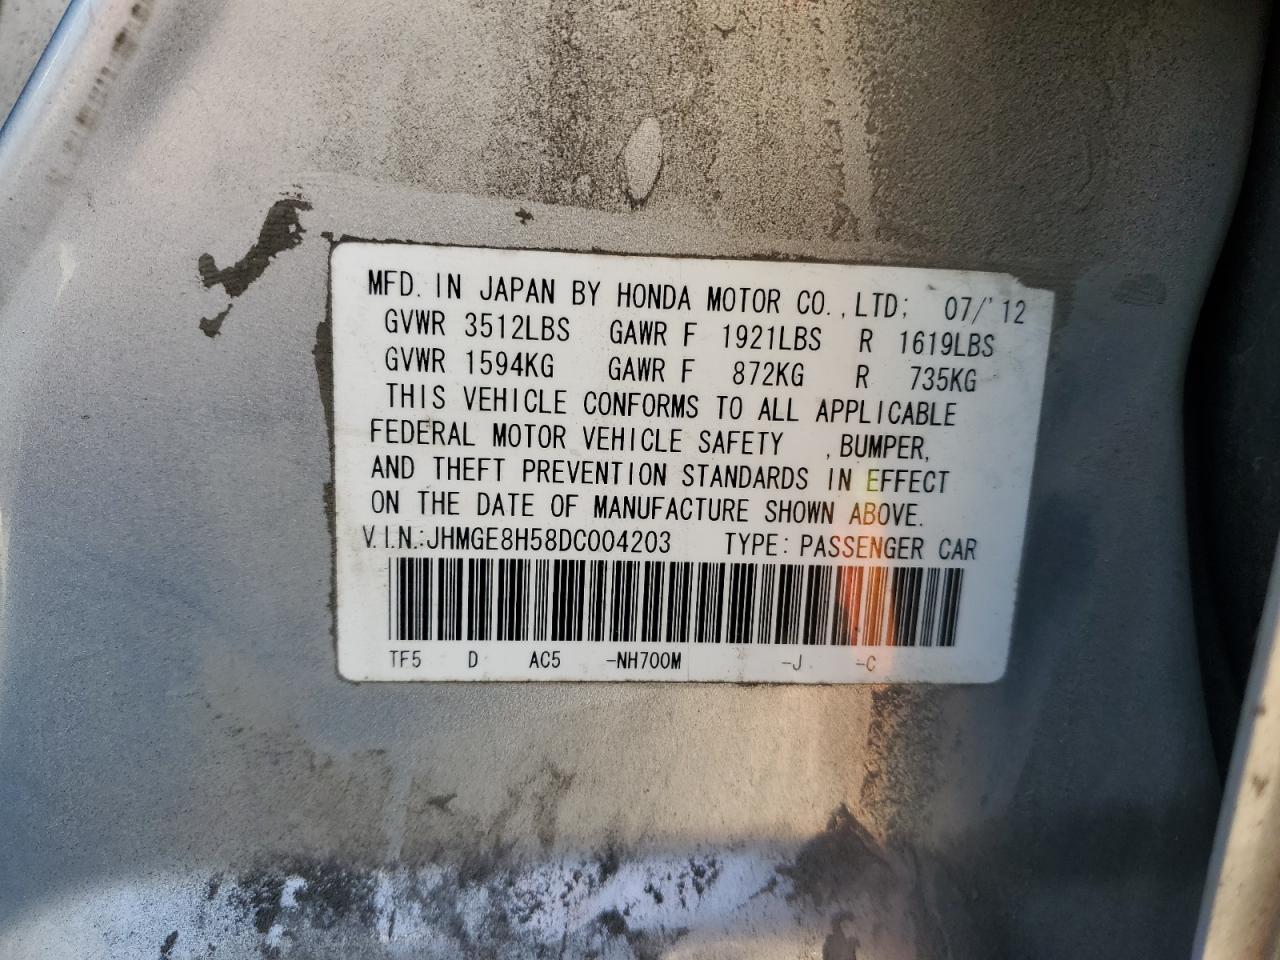 MFD. IN JAPAN BY HONDA MOTOR CO., LTD; 07/'12
GVWR 3512LBS GAWR F 1921LBS R 1619LBS
GVWR 1594KG GAWR F 872KG R 735KG
THIS VEHICLE CONFORMS TO ALL APPLICABLE
FEDERAL MOTOR VEHICLE SAFETY , BUMPER,
AND THEFT PREVENTION STANDARDS IN EFFECT
ON THE DATE OF MANUFACTURE SHOWN ABOVE.
V.I.N.:JHMGE8H58DC004203 TYPE: PASSENGER CAR
TF5 D AC5 -NH700M -J -C